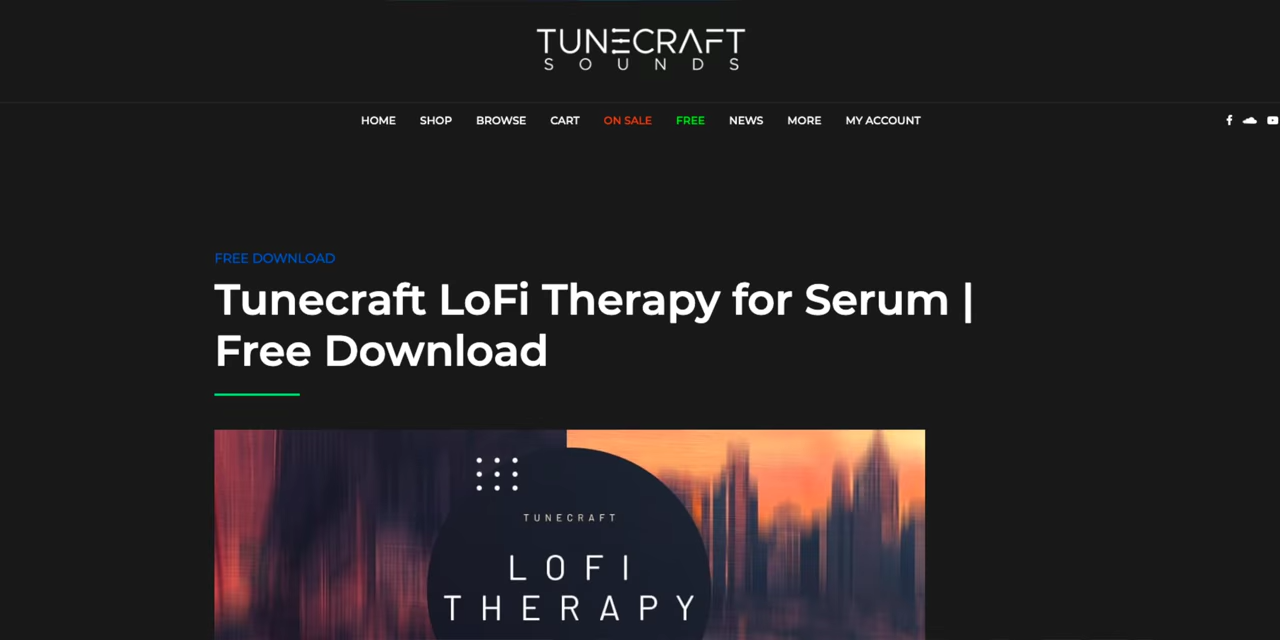 TUNECRAFT
SOUNDS
HOME SHOP BROWSE CART ON SALE FREE NEWS MORE MY ACCOUNT
FREE DOWNLOAD
Tunecraft LoFi Therapy for Serum |
Free Download
TUNECRAFT
LOFI
THERAPY